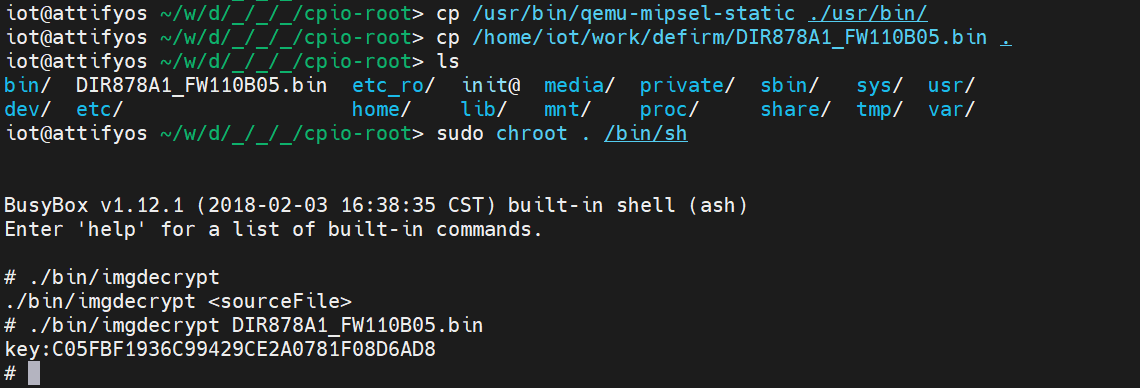 iot@attifyos ~/w/d/_/_/_/cpio-root> cp /usr/bin/qemu-mipsel-static ./usr/bin/
iot@attifyos ~/w/d/_/_/_/cpio-root> cp /home/iot/work/defirm/DIR878A1_FW110B05.bin .
iot@attifyos ~/w/d/_/_/_/cpio-root> ls
bin/  DIR878A1_FW110B05.bin  etc_ro/  init@  media/  private/  sbin/   sys/  usr/
dev/  etc/                   home/    lib/   mnt/    proc/     share/  tmp/  var/
iot@attifyos ~/w/d/_/_/_/cpio-root> sudo chroot . /bin/sh
BusyBox v1.12.1 (2018-02-03 16:38:35 CST) built-in shell (ash)
Enter 'help' for a list of built-in commands.
# ./bin/imgdecrypt
./bin/imgdecrypt <sourceFile>
# ./bin/imgdecrypt DIR878A1_FW110B05.bin
key:C05FBF1936C99429CE2A0781F08D6AD8
#